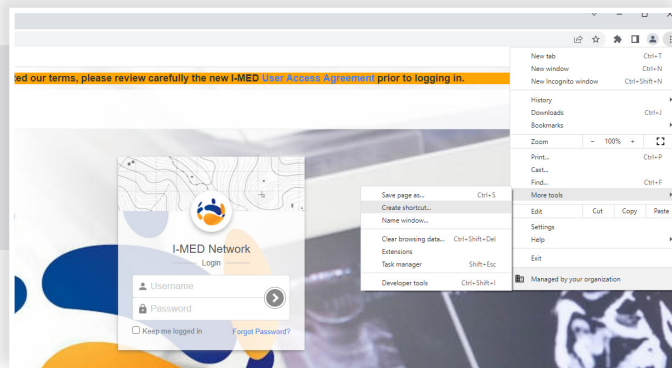 ted our terms, please review carefully the new I-MED User Access Agreement prior to logging in.
New tab Ctrl+T
New window Ctrl+N
New Incognito window Ctrl+Shift+N
History
Downloads Ctrl+J
Bookmarks
Zoom - 100% +
Print... Ctrl+P
Cast...
Find... Ctrl+F
More tools
Edit Cut Copy Paste
Settings
Help
Exit
Managed by your organization
Save page as... Ctrl+S
Create shortcut...
Name window...
Clear browsing data... Ctrl+Shift+Del
Extensions
Task manager Shift+Esc
Developer tools Ctrl+Shift+I
I-MED Network
Login
Username
Password
Keep me logged in Forgot Password?